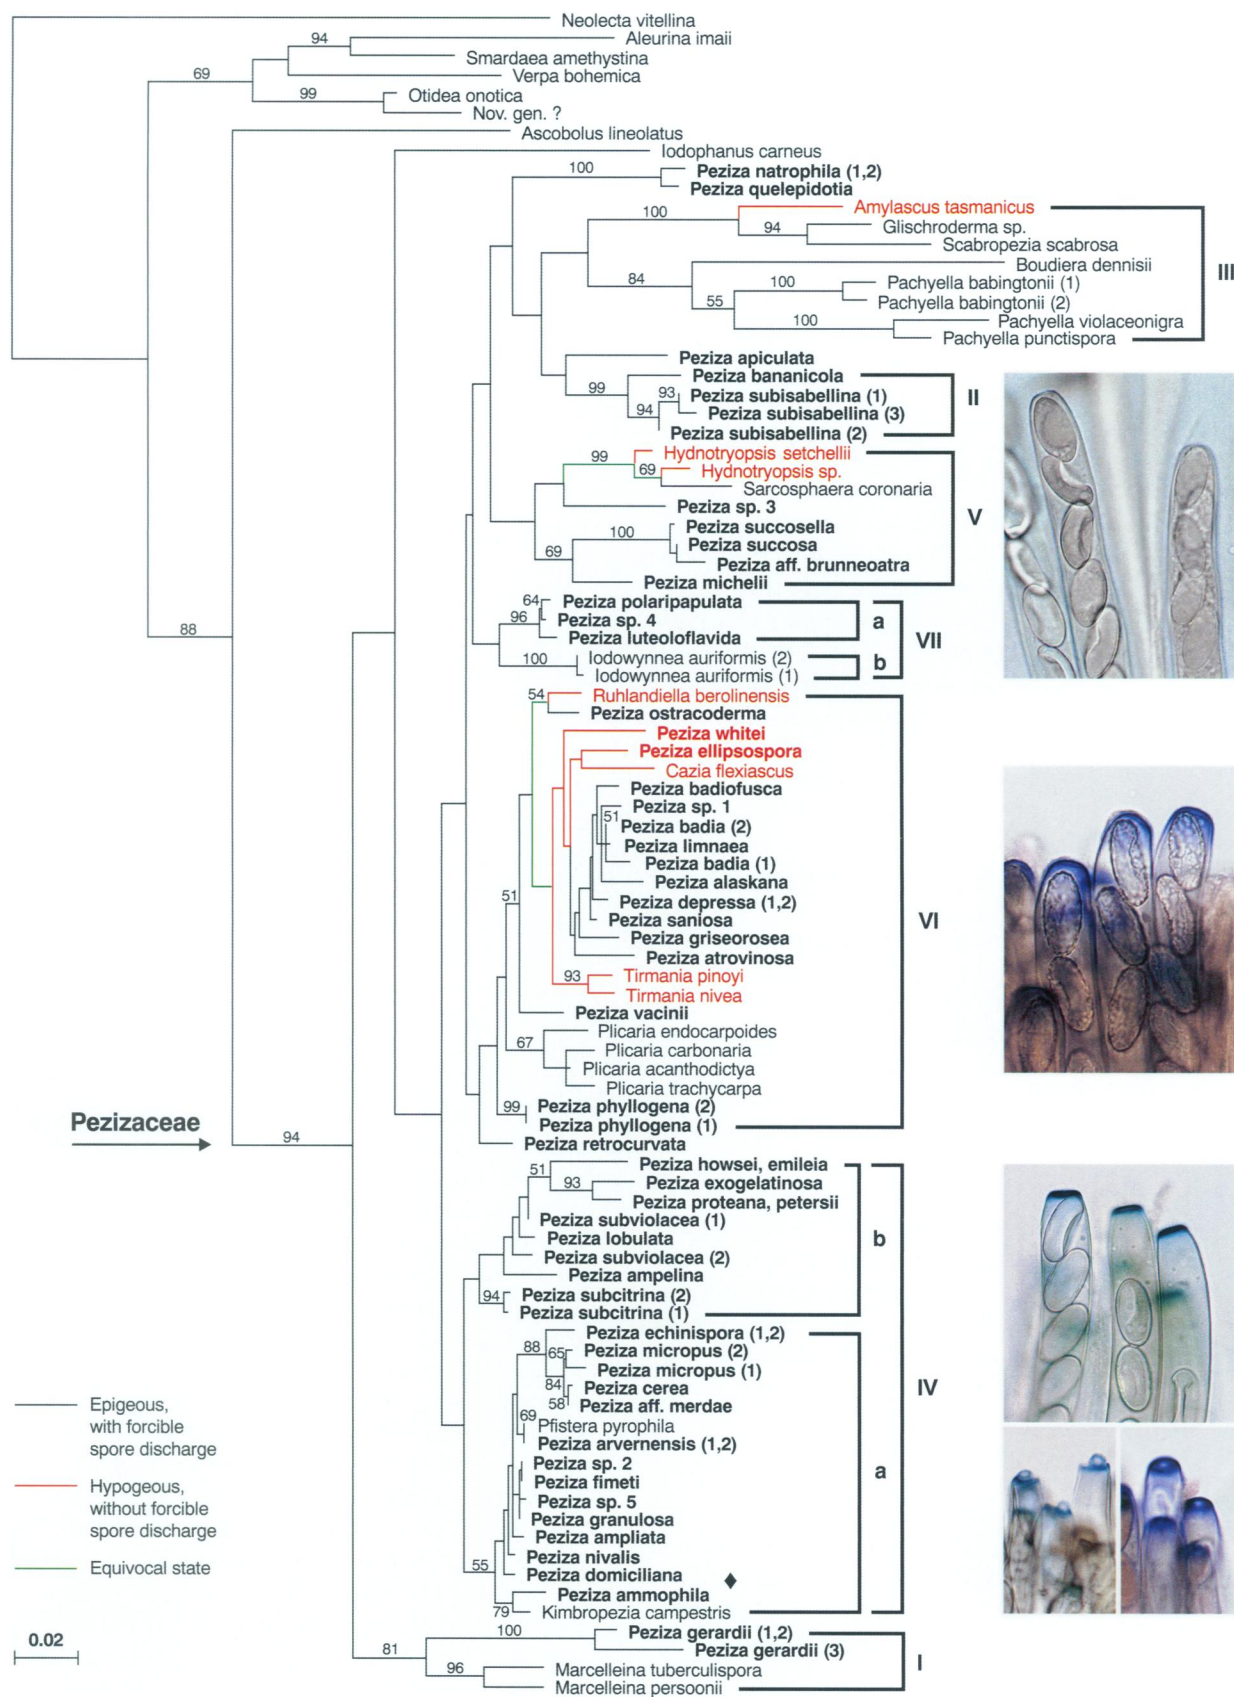 Neolecta vitellina
94
Aleurina imaii
Smardaea amethystina
69
Verpa bohemica
99
Otidea onotica
Nov. gen. ?
Ascobolus lineolatus
Iodophanus carneus
100
Peziza natrophila (1,2)
Peziza quelepidotia
100
Amylascus tasmanicus
94
Glischroderma sp.
Scabropezia scabrosa
84
Boudiera dennisii
III
100
Pachyella babingtonii (1)
55
Pachyella babingtonii (2)
100
Pachyella violaceonigra
Pachyella punctispora
Peziza apiculata
99
Peziza bananicola
II
93
Peziza subisabellina (1)
94
Peziza subisabellina (3)
Peziza subisabellina (2)
99
Hydnotryopsis setchellii
69
Hydnotryopsis sp.
Sarcosphaera coronaria
Peziza sp. 3
V
100
Peziza succosella
Peziza succosa
69
Peziza aff. brunneoatra
Peziza michelii
64
Peziza polaripapulata
96
Peziza sp. 4
a
VII
Peziza luteoloflavida
100
Iodowynnea auriformis (2)
b
Iodowynnea auriformis (1)
54
Ruhlandiella berolinensis
Peziza ostracoderma
Peziza whitei
Peziza ellipsospora
Cazia flexiascus
Peziza badiofusca
Peziza sp. 1
51
Peziza badia (2)
Peziza limnaea
Peziza badia (1)
Peziza alaskana
51
Peziza depressa (1,2)
Peziza saniosa
VI
Peziza griseorosea
Peziza atrovinosa
93
Tirmania pinoyi
Tirmania nivea
Peziza vacinii
Plicaria endocarpoides
67
Plicaria carbonaria
Plicaria acanthodictya
Plicaria trachycarpa
99
Peziza phyllogena (2)
Peziza phyllogena (1)
Pezizaceae
94
Peziza retrocurvata
88
51
Peziza howsei, emileia
93
Peziza exogelatinosa
Peziza proteana, petersii
Peziza subviolacea (1)
b
Peziza lobulata
Peziza subviolacea (2)
Peziza ampelina
94
Peziza subcitrina (2)
Peziza subcitrina (1)
88
Peziza echinispora (1,2)
65
Peziza micropus (2)
Peziza micropus (1)
84
Peziza cerea
IV
58
Peziza aff. merdae
69
Pfistera pyrophila
Peziza arvernensis (1,2)
Peziza sp. 2
a
Peziza fimeti
Peziza sp. 5
Peziza granulosa
Peziza ampliata
Peziza nivalis
55
Peziza domiciliana
Peziza ammophila
79
Kimbropezia campestris
100
Peziza gerardii (1,2)
81
Peziza gerardii (3)
I
96
Marcelleina tuberculispora
Marcelleina persoonii
Epigeous,
with forcible
spore discharge
Hypogeous,
without forcible
spore discharge
Equivocal state
0.02